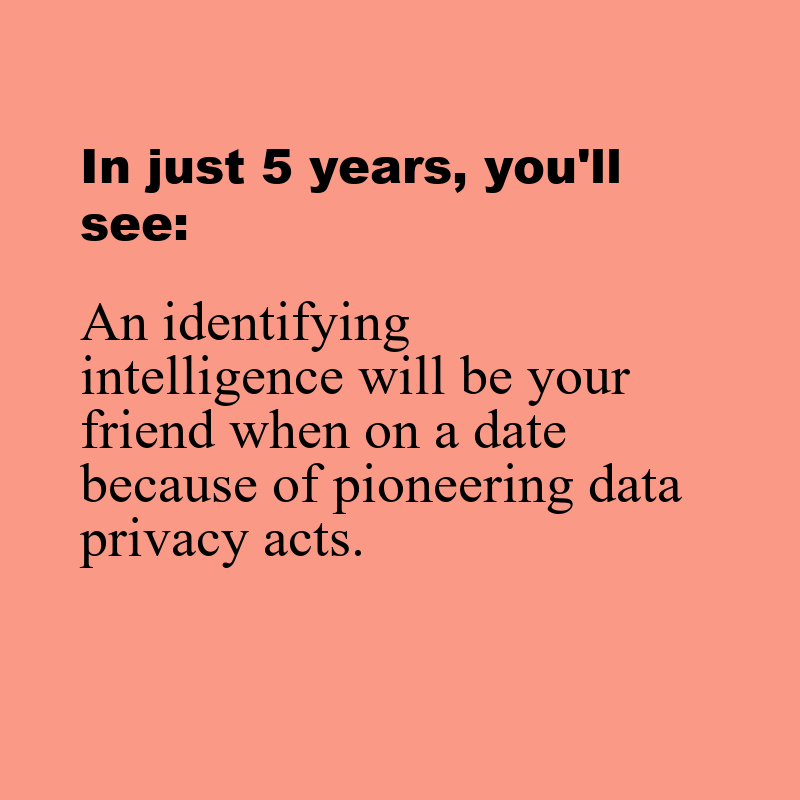 In just 5 years, you'll
see:
An identifying
intelligence will be your
friend when on a date
because of pioneering data
privacy acts.